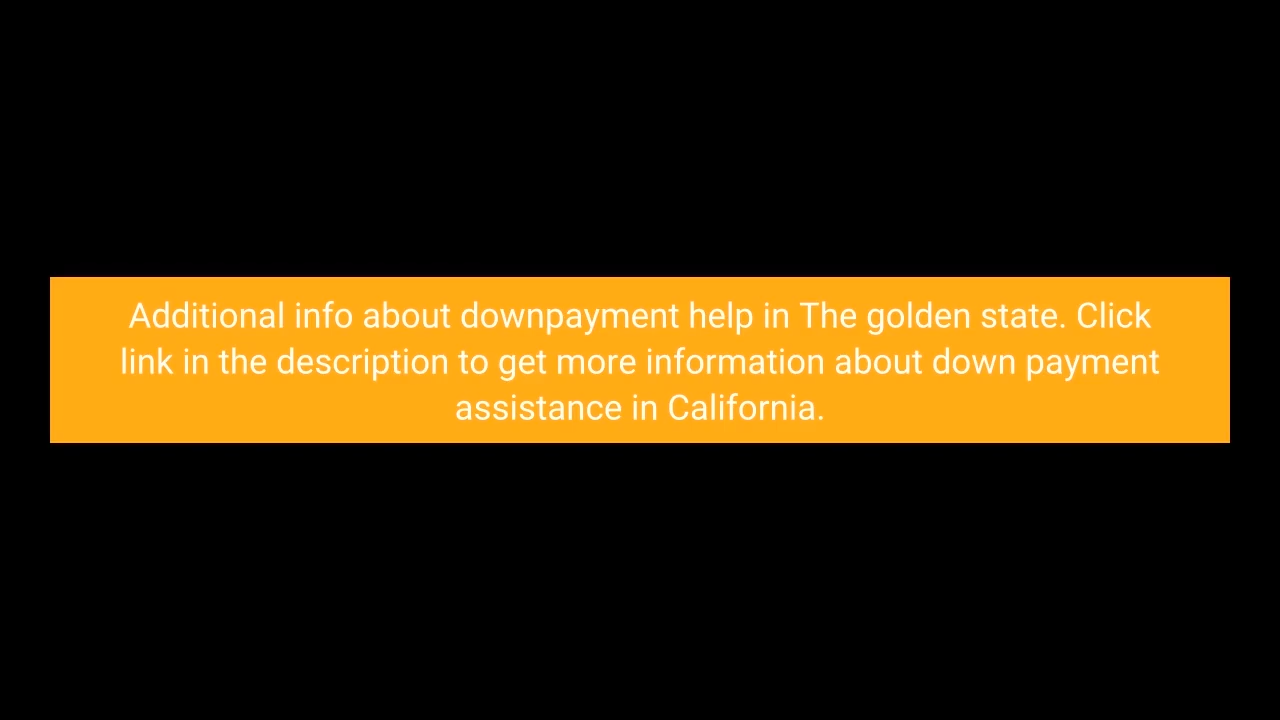 Additional info about downpayment help in The golden state. Click
link in the description to get more information about down payment
assistance in California.